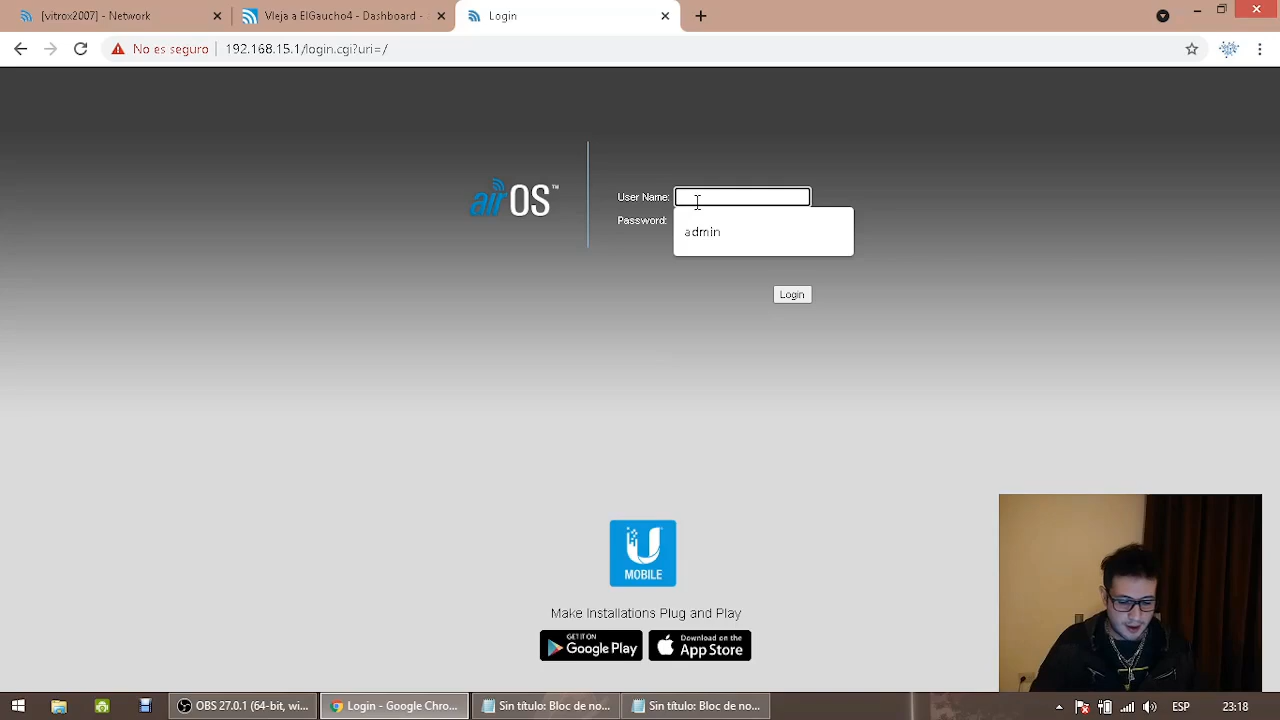 [vitrox2007] - Network
Vieja a ElGaucho4 - Dashboard -
Login
No es seguro
192.168.15.1/login.cgi?uri=/
airOS™
User Name:
admin
Password:
Login
U
MOBILE
Make Installations Plug and Play
GET IT ON
Google Play
Download on the
App Store
OBS 27.0.1 (64-bit, wi...
Login - Google Chro...
Sin título: Bloc de no...
Sin título: Bloc de no...
ESP
23:18